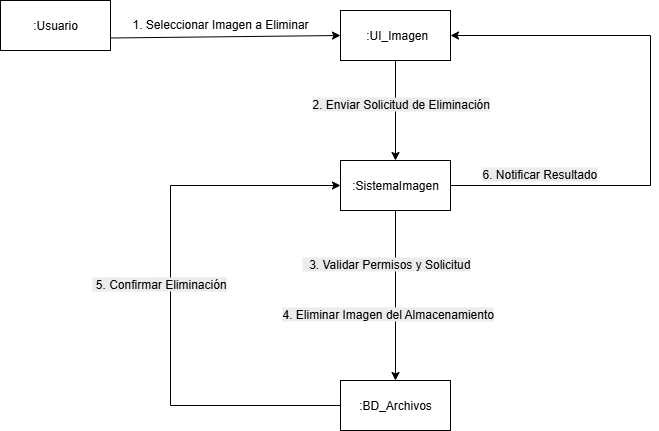 :Usuario
1. Seleccionar Imagen a Eliminar
:UI_Imagen
2. Enviar Solicitud de Eliminación
:SistemaImagen
6. Notificar Resultado
3. Validar Permisos y Solicitud
5. Confirmar Eliminación
4. Eliminar Imagen del Almacenamiento
:BD_Archivos